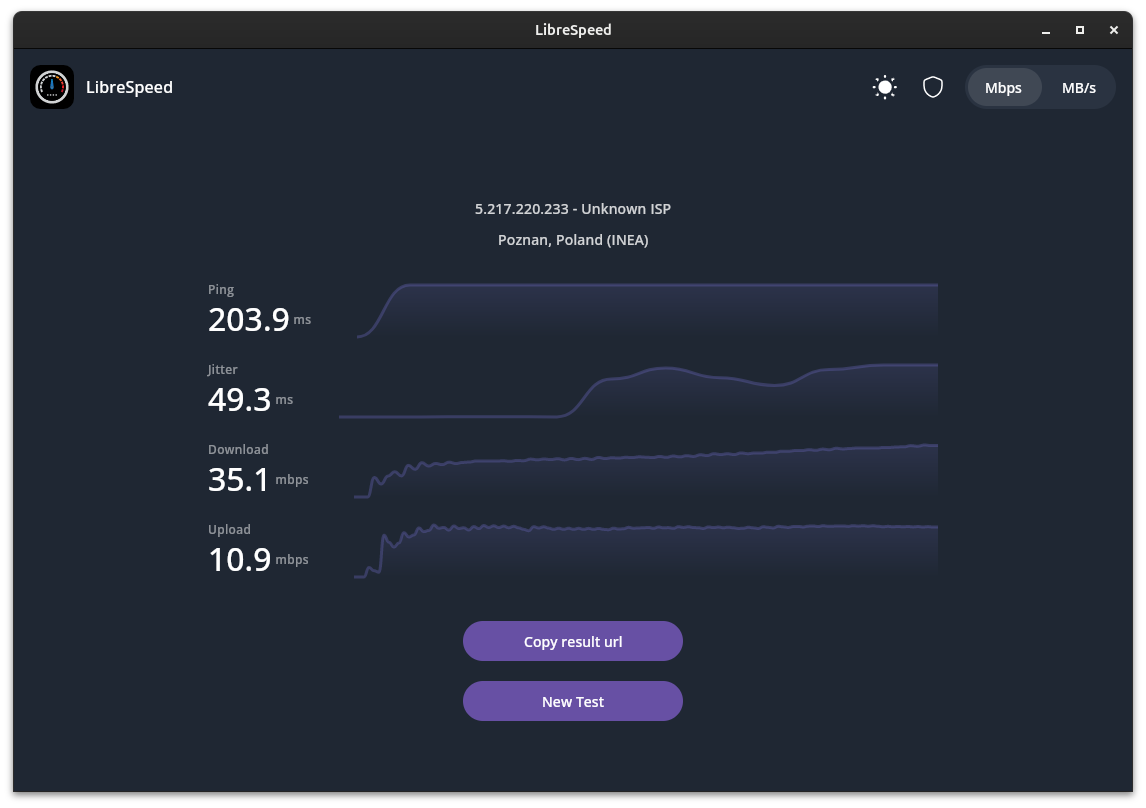 LibreSpeed
LibreSpeed
Mbps MB/s
5.217.220.233 - Unknown ISP
Poznan, Poland (INEA)
Ping
203.9 ms
Jitter
49.3 ms
Download
35.1 mbps
Upload
10.9 mbps
Copy result url
New Test